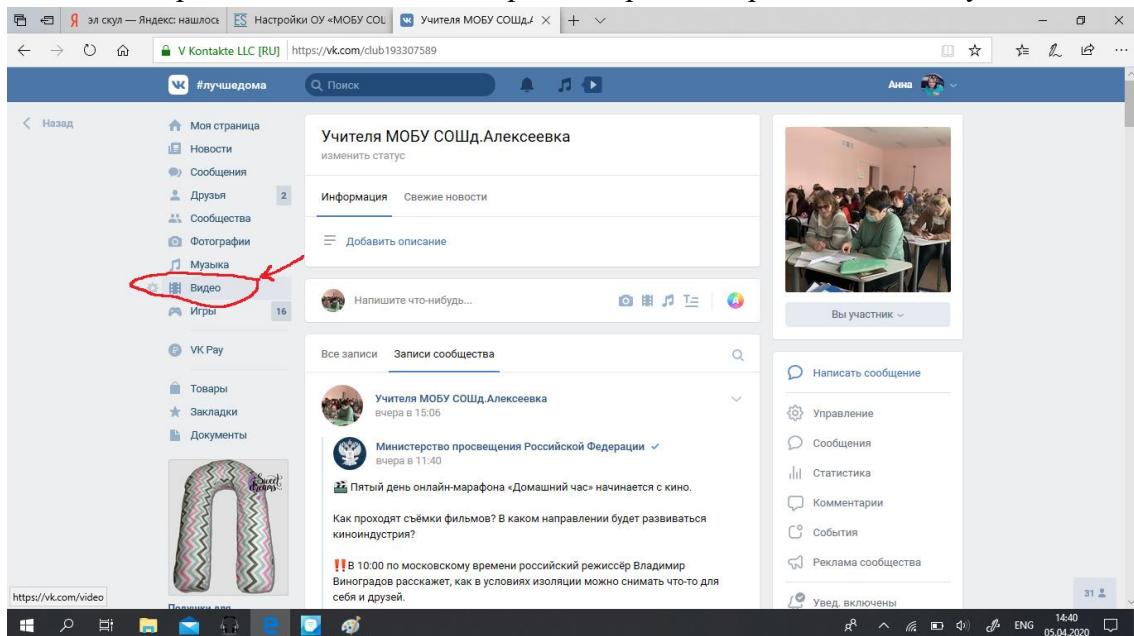 эл скул — Яндекс: нашлось
Настройки ОУ «МОБУ СОШ
Учителя МОБУ СОШд.А
V Kontakte LLC [RU]
https://vk.com/club193307589
#лучшедома
Поиск
Анна
Назад
Моя страница
Новости
Сообщения
Друзья 2
Сообщества
Фотографии
Музыка
Видео
Игры 16
VK Pay
Товары
Закладки
Документы
Sweet
Учителя МОБУ СОШд.Алексеевка
изменить статус
Информация Свежие новости
Добавить описание
Напишите что-нибудь...
Все записи Записи сообщества
Учителя МОБУ СОШд.Алексеевка
вчера в 15:06
Министерство просвещения Российской Федерации
вчера в 11:40
Пятый день онлайн-марафона «Домашний час» начинается с кино.
Как проходят съёмки фильмов? В каком направлении будет развиваться
киноиндустрия?
‼В 10:00 по московскому времени российский режиссёр Владимир
Виноградов расскажет, как в условиях изоляции можно снимать что-то для
себя и друзей.
Вы участник
Написать сообщение
Управление
Сообщения
Статистика
Комментарии
События
Реклама сообщества
Увед. включены
31
https://vk.com/video
ENG
14:40
05.04.2020